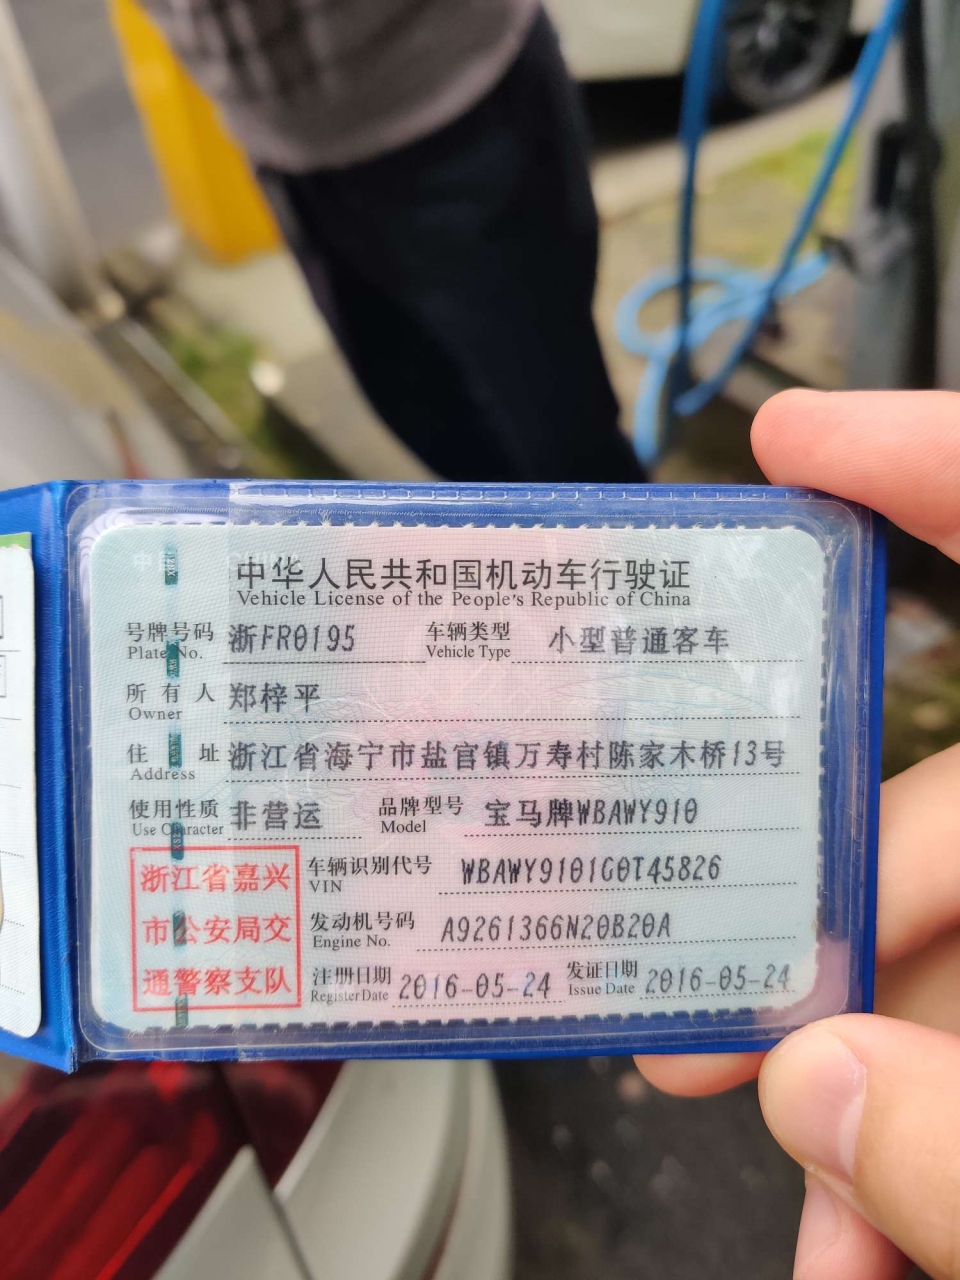 中华人民共和国机动车行驶证
Vehicle License of the People's Republic of China
号牌号码 浙FR0195 车辆类型 小型普通客车
Plate No. Vehicle Type
所有人 郑梓平
Owner
住址 浙江省海宁市盐官镇万寿村陈家木桥13号
Address
使用性质 非营运 品牌型号 宝马牌WBAWY910
Use Character Model
浙江省嘉兴
市公安局交
通警察支队
车辆识别代号 WBAWY9101G0T45826
VIN
发动机号码 A9261366N20B20A
Engine No.
注册日期 2016-05-24 发证日期 2016-05-24
Register Date Issue Date